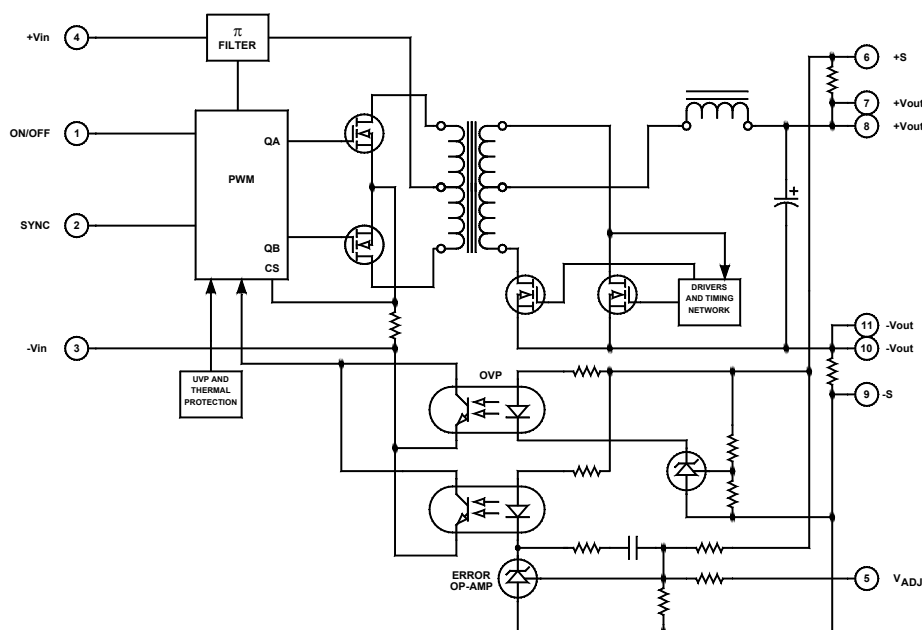 π
FILTER
+Vin
4
6
+S
7
+Vout
8
+Vout
ON/OFF
1
QA
PWM
SYNC
2
QB
CS
DRIVERS
AND TIMING
NETWORK
11
-Vout
-Vin
3
10
-Vout
UVP AND
THERMAL
PROTECTION
OVP
9
-S
ERROR
OP-AMP
5
VADJ
+